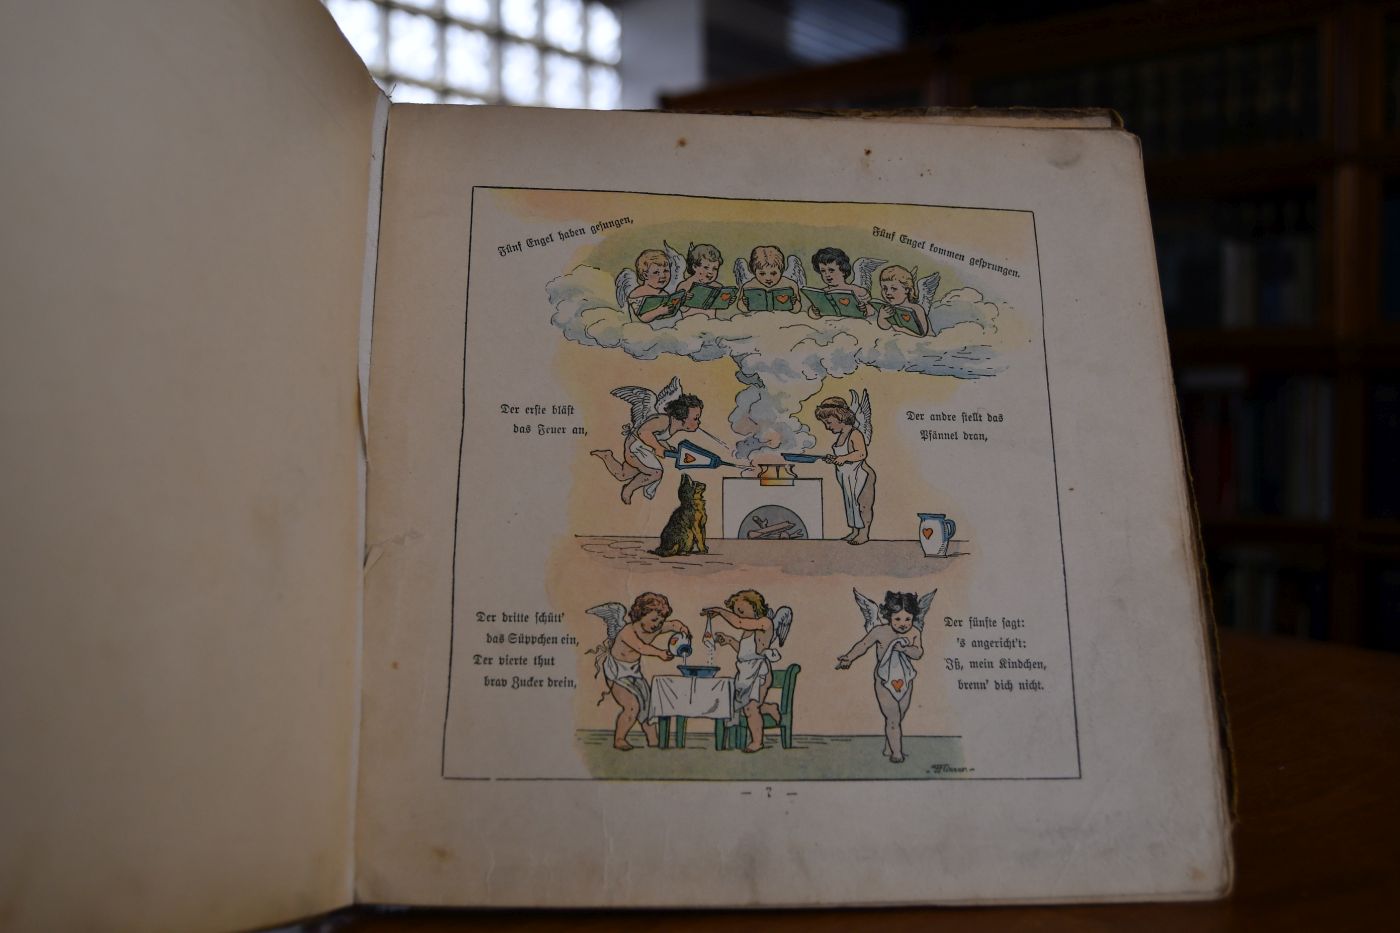 Fünf Engel haben gesungen,
Fünf Engel kommen gesprungen.
Der erste bläst
das Feuer an,
Der andre stellt das
Pfännel dran,
Der dritte schütt'
das Süppchen ein,
Der vierte thut
brav Zucker drein,
Der fünfte sagt:
's angericht't:
Iß, mein Kindchen,
brenn' dich nicht.
— 7 —